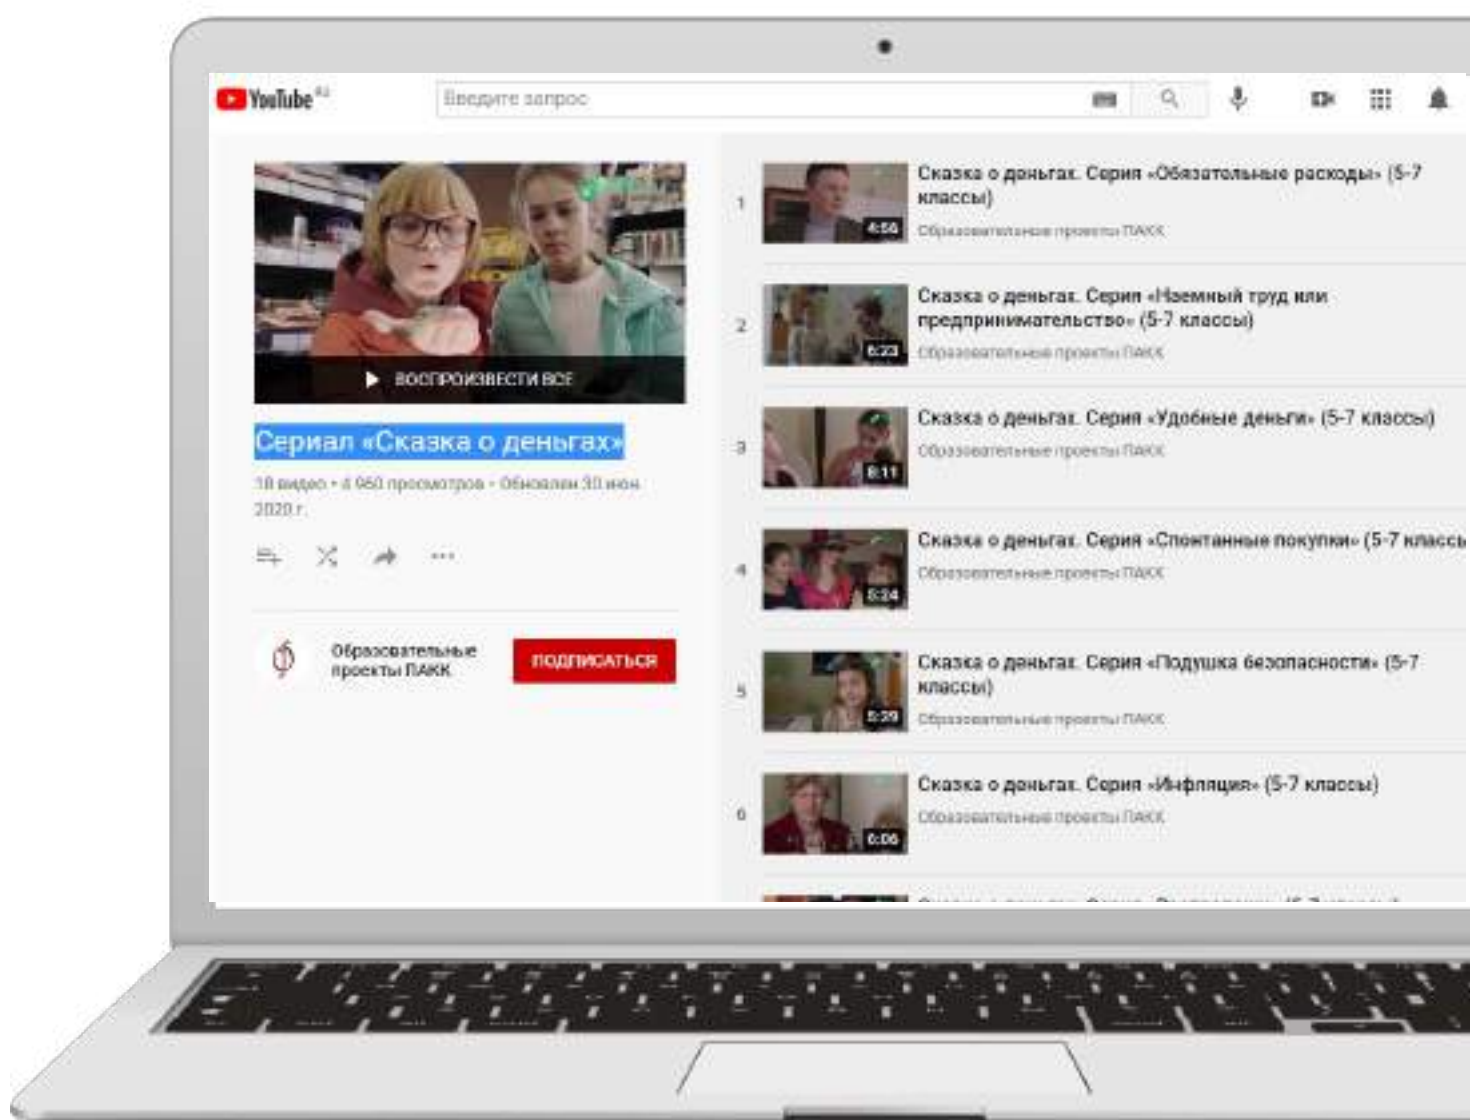 YouTube RU
Введите запрос
ВОСПРОИЗВЕСТИ ВСЕ
Сериал «Сказка о деньгах»
18 видео • 4 960 просмотров • Обновлен 30 июн.
2020 г.
Образовательные
проекты ПАКК
ПОДПИСАТЬСЯ
1
4:56
Сказка о деньгах. Серия «Обязательные расходы» (5-7
классы)
Образовательные проекты ПАКК
2
6:23
Сказка о деньгах. Серия «Наемный труд или
предпринимательство» (5-7 классы)
Образовательные проекты ПАКК
3
8:11
Сказка о деньгах. Серия «Удобные деньги» (5-7 классы)
Образовательные проекты ПАКК
4
5:34
Сказка о деньгах. Серия «Спонтанные покупки» (5-7 классы
Образовательные проекты ПАКК
5
5:29
Сказка о деньгах. Серия «Подушка безопасности» (5-7
классы)
Образовательные проекты ПАКК
6
6:06
Сказка о деньгах. Серия «Инфляция» (5-7 классы)
Образовательные проекты ПАКК